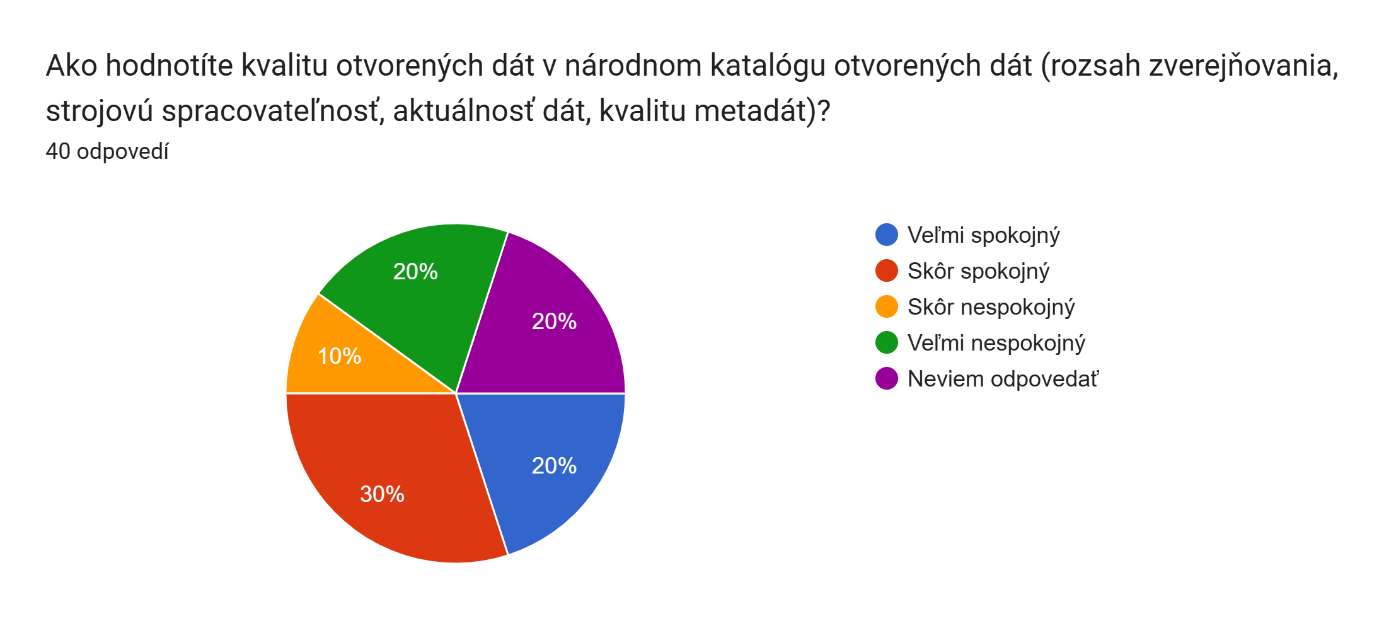 Ako hodnotíte kvalitu otvorených dát v národnom katalógu otvorených dát (rozsah zverejňovania,
strojovú spracovateľnosť, aktuálnosť dát, kvalitu metadát)?
40 odpovedí
20%
20%
10%
20%
30%
Veľmi spokojný
Skôr spokojný
Skôr nespokojný
Veľmi nespokojný
Neviem odpovedať